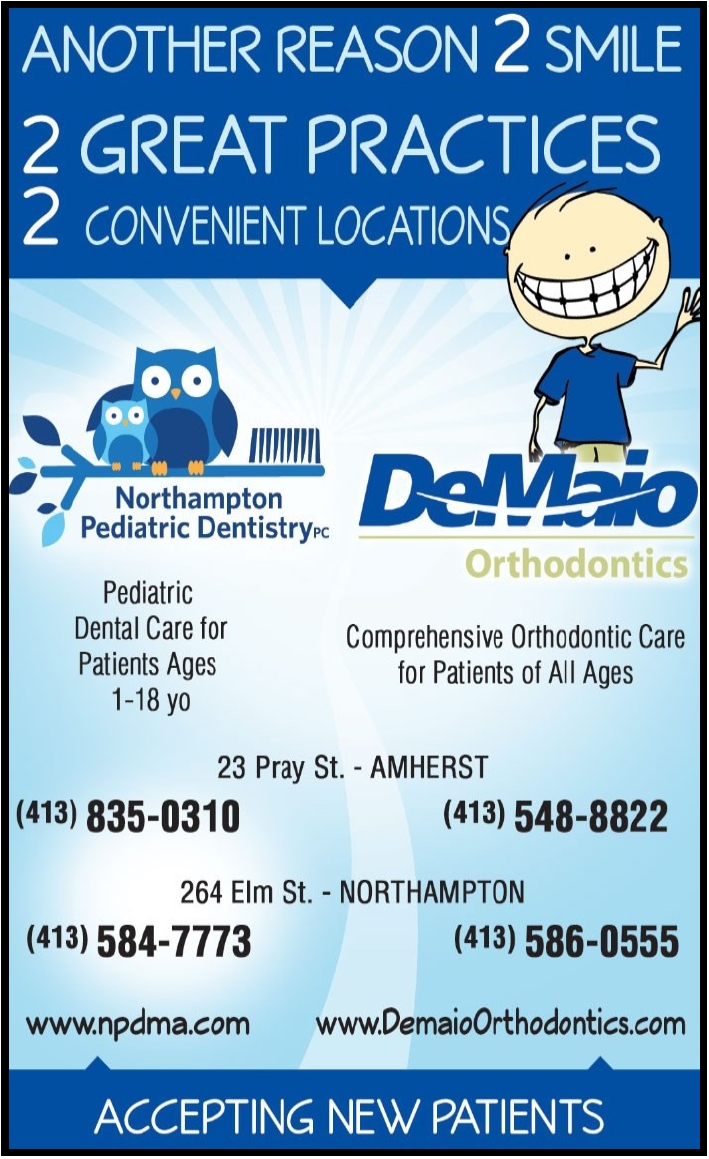 ANOTHER REASON 2 SMILE
2 GREAT PRACTICES
2 CONVENIENT LOCATIONS
Northampton
Pediatric Dentistry PC
Pediatric
Dental Care for
Patients Ages
1-18 yo
DeMaio
Orthodontics
Comprehensive Orthodontic Care
for Patients of All Ages
23 Pray St. - AMHERST
(413) 835-0310 (413) 548-8822
264 Elm St. - NORTHAMPTON
(413) 584-7773 (413) 586-0555
www.npdma.com www.DemaioOrthodontics.com
ACCEPTING NEW PATIENTS